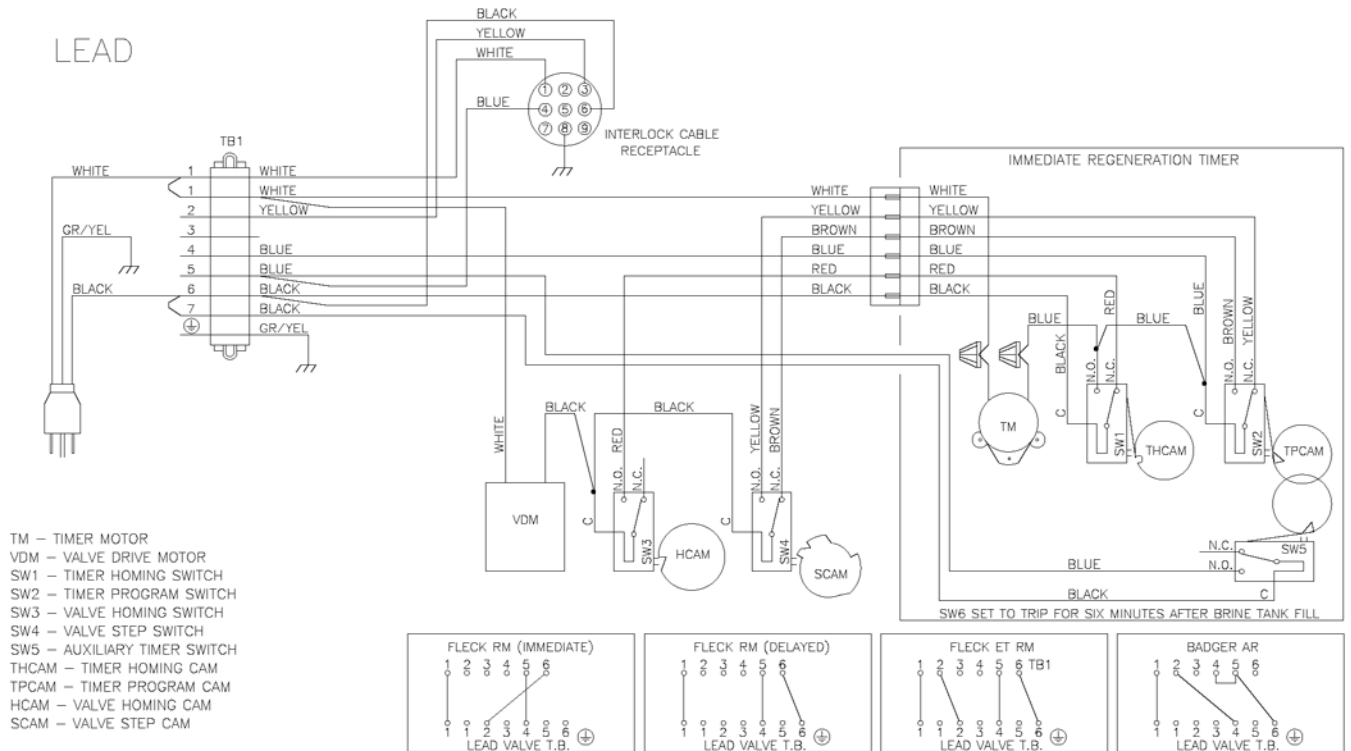 LEAD
BLACK
YELLOW
WHITE
BLUE
1 2 3
4 5 6
7 8 9
INTERLOCK CABLE
RECEPTACLE
TB1
WHITE 1 WHITE
1 WHITE
2 YELLOW
GR/YEL 3
4 BLUE
5 BLUE
BLACK 6 BLACK
7 BLACK
GR/YEL
IMMEDIATE REGENERATION TIMER
WHITE WHITE
YELLOW YELLOW
BROWN BROWN
BLUE BLUE
RED RED
BLACK BLACK
BLUE BLACK RED BLUE BLUE BROWN YELLOW
N.O. N.C. N.O. N.C.
C C
TM SW1 THCAM SW2 TPCAM
WHITE BLACK BLACK
RED YELLOW BROWN
N.O. N.C. N.O. N.C.
C C
VDM SW3 HCAM SW4 SCAM
N.C. SW5
BLUE N.O.
BLACK C
SW6 SET TO TRIP FOR SIX MINUTES AFTER BRINE TANK FILL
TM – TIMER MOTOR
VDM – VALVE DRIVE MOTOR
SW1 – TIMER HOMING SWITCH
SW2 – TIMER PROGRAM SWITCH
SW3 – VALVE HOMING SWITCH
SW4 – VALVE STEP SWITCH
SW5 – AUXILIARY TIMER SWITCH
THCAM – TIMER HOMING CAM
TPCAM – TIMER PROGRAM CAM
HCAM – VALVE HOMING CAM
SCAM – VALVE STEP CAM
FLECK RM (IMMEDIATE)
1 2 3 4 5 6
1 1 2 3 4 5 6
LEAD VALVE T.B.
FLECK RM (DELAYED)
1 2 3 4 5 6
1 1 2 3 4 5 6
LEAD VALVE T.B.
FLECK ET RM
1 2 3 4 5 6 TB1
1 1 2 3 4 5 6
LEAD VALVE T.B.
BADGER AR
1 2 3 4 5 6
1 1 2 3 4 5 6
LEAD VALVE T.B.